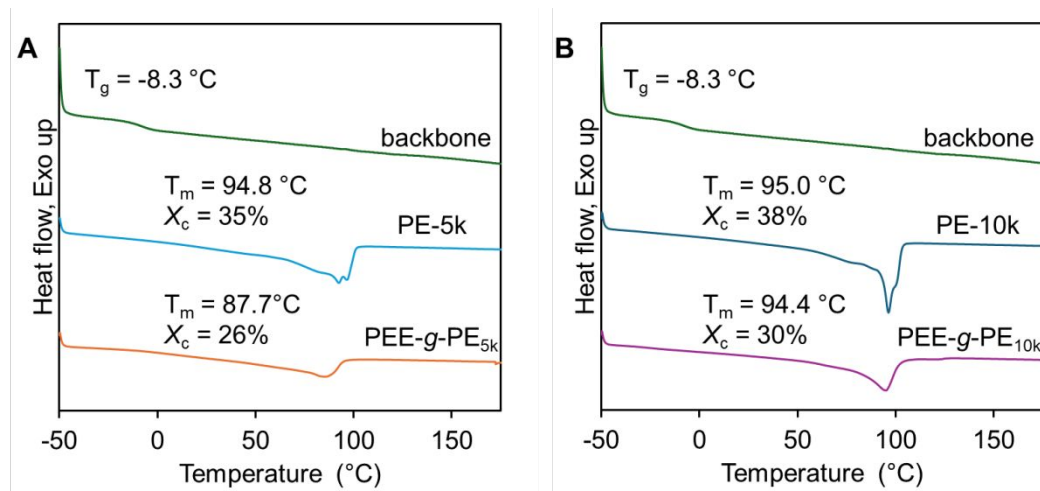 A
T_g = -8.3 °C
backbone
T_m = 94.8 °C
X_c = 35%
PE-5k
T_m = 87.7°C
X_c = 26%
PEE-g-PE_5k
Heat flow, Exo up
-50 0 50 100 150
Temperature (°C)
B
T_g = -8.3 °C
backbone
T_m = 95.0 °C
X_c = 38%
PE-10k
T_m = 94.4 °C
X_c = 30%
PEE-g-PE_10k
Heat flow, Exo up
-50 0 50 100 150
Temperature (°C)